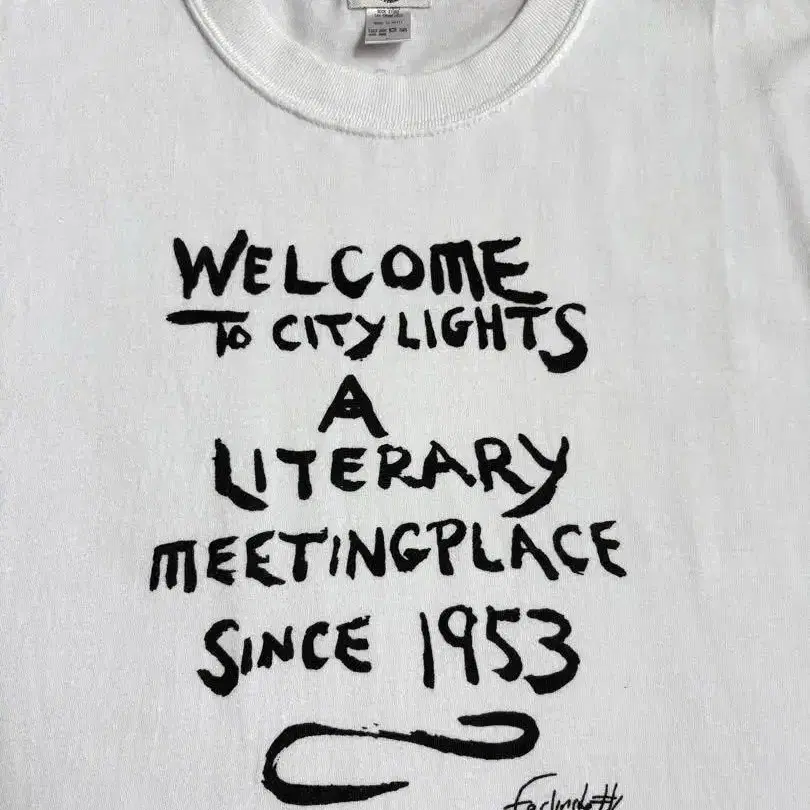 WELCOME
TO CITY LIGHTS
A
LITERARY
MEETINGPLACE
SINCE 1953